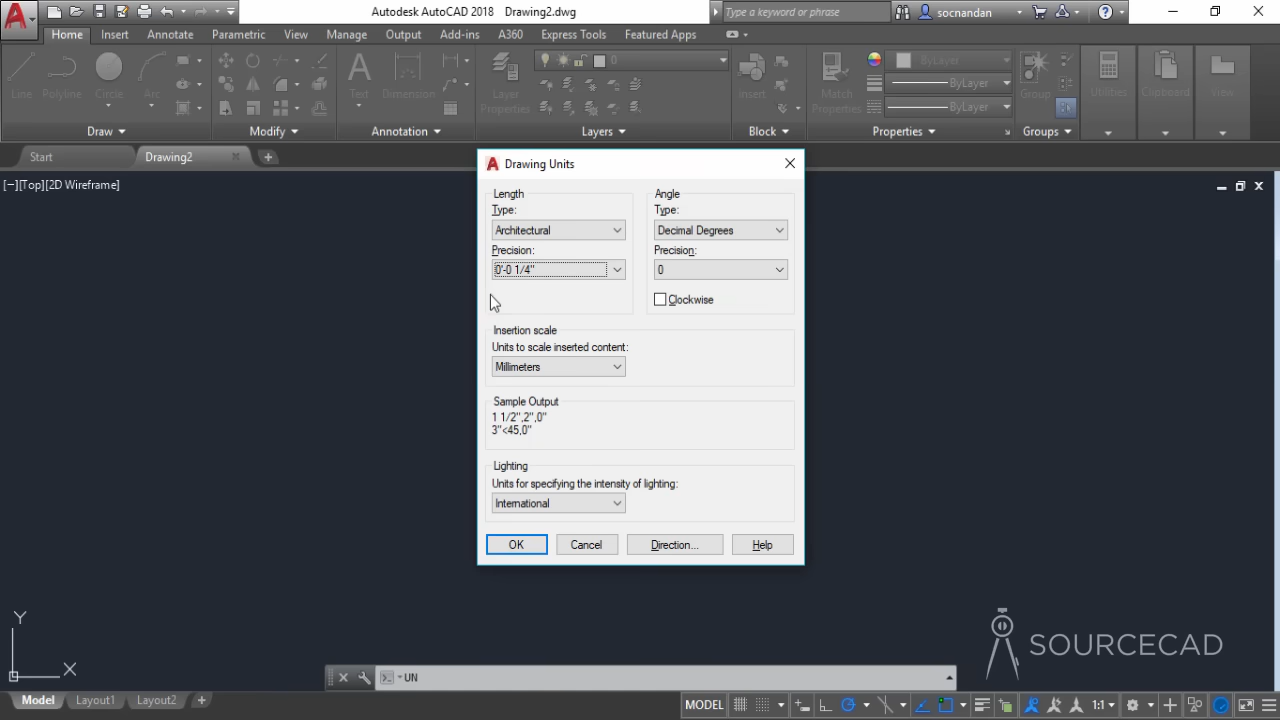 Autodesk AutoCAD 2018 Drawing2.dwg
Type a keyword or phrase
socnandan
Home Insert Annotate Parametric View Manage Output Add-ins A360 Express Tools Featured Apps
Line Polyline Circle Arc
Text Dimension
Layer
Properties
0
Insert
Match
Properties
ByLayer
ByLayer
ByLayer
Group
Utilities
Clipboard
View
Draw Modify Annotation Layers Block Properties Groups
Start Drawing2
[−][Top][2D Wireframe]
Drawing Units
Length
Type:
Architectural
Precision:
0'-0 1/4"
Angle
Type:
Decimal Degrees
Precision:
0
Clockwise
Insertion scale
Units to scale inserted content:
Millimeters
Sample Output
1 1/2",2",0"
3"<45,0"
Lighting
Units for specifying the intensity of lighting:
International
OK Cancel Direction... Help
Y
X
SOURCECAD
UN
Model Layout1 Layout2
MODEL
1:1